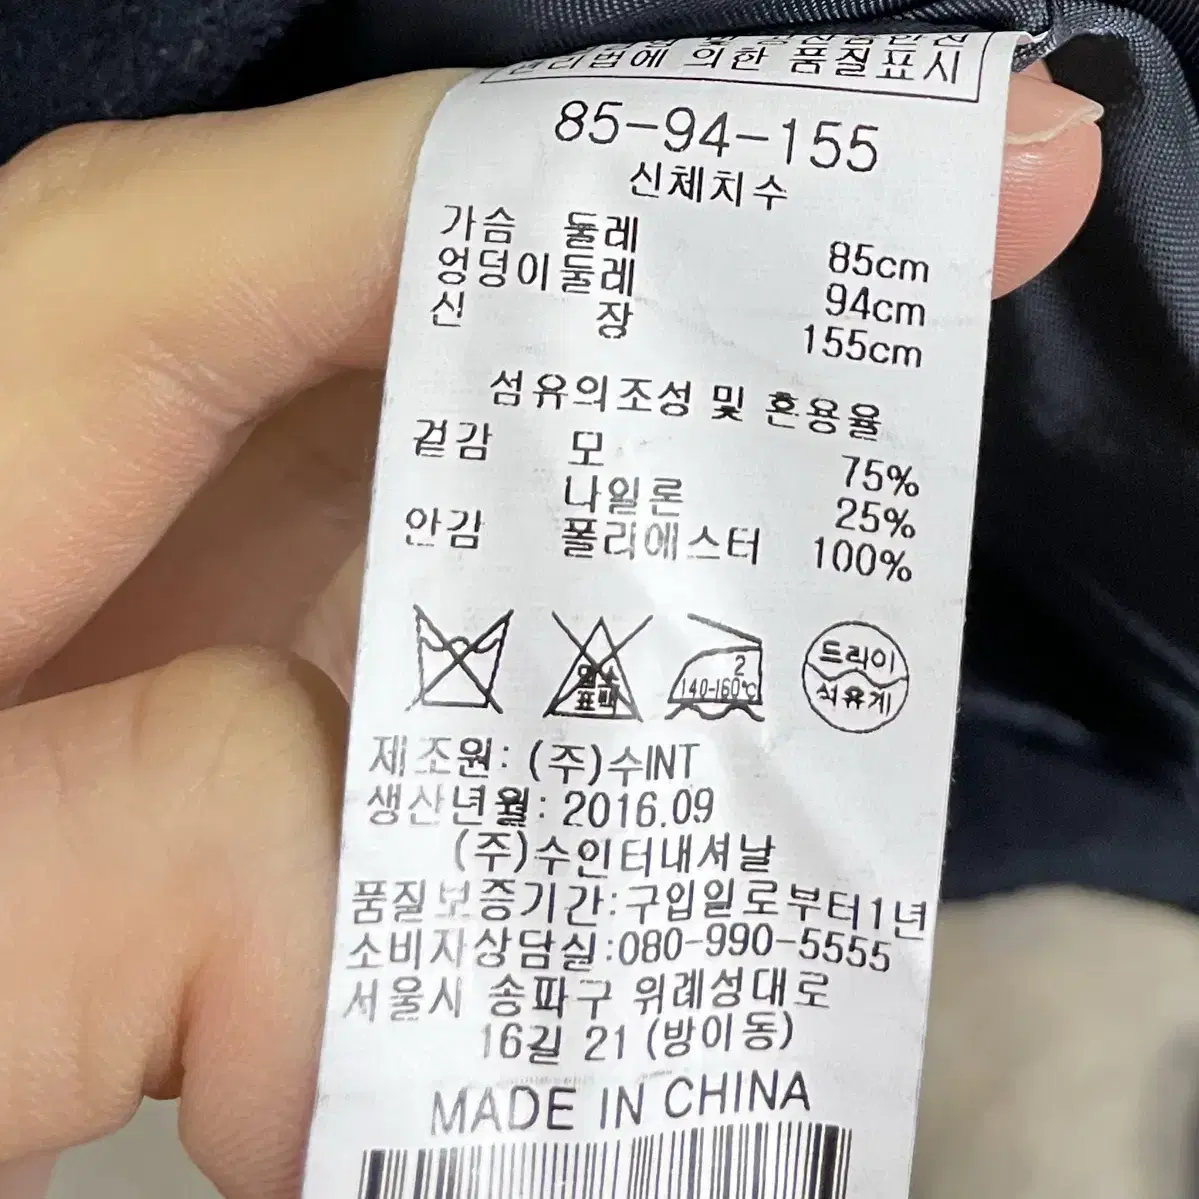 관리법에 의한 품질표시
85-94-155
신체치수
가슴 둘레 85cm
엉덩이둘레 94cm
신 장 155cm
섬유의조성 및 혼용율
겉감 모 75%
나일론 25%
안감 폴리에스터 100%
염소
표백
2
140-160℃
드라이
석유계
제조원: (주)수INT
생산년월: 2016.09
(주)수인터내셔날
품질보증기간:구입일로부터1년
소비자상담실:080-990-5555
서울시 송파구 위례성대로
16길 21 (방이동)
MADE IN CHINA